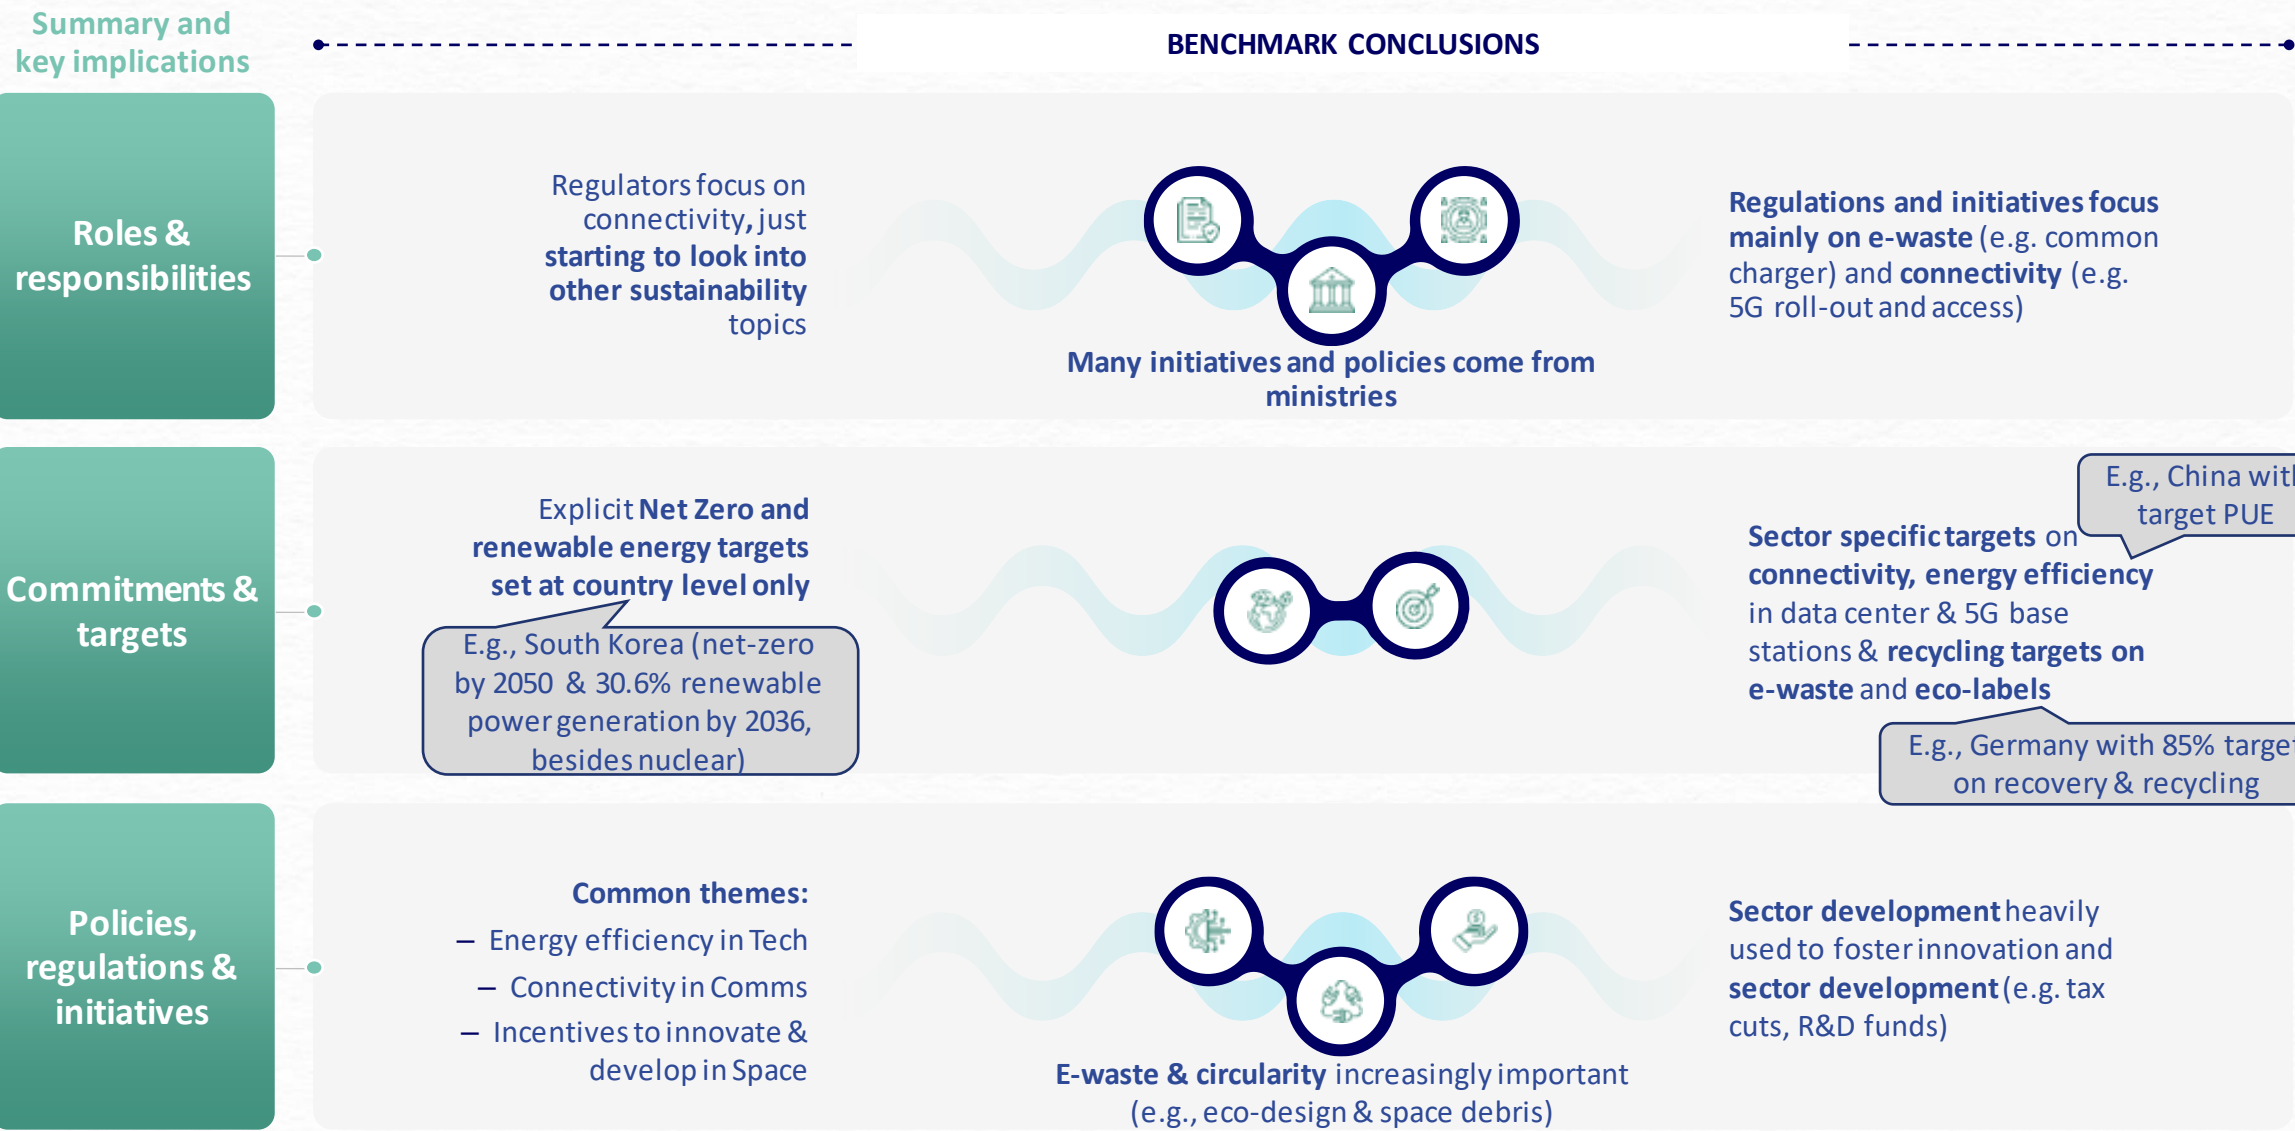 Summary and
key implications
BENCHMARK CONCLUSIONS
Roles &
responsibilities
Regulators focus on
connectivity, just
starting to look into
other sustainability
topics
Many initiatives and policies come from
ministries
Regulations and initiatives focus
mainly on e-waste (e.g. common
charger) and connectivity (e.g.
5G roll-out and access)
Commitments &
targets
Explicit Net Zero and
renewable energy targets
set at country level only
E.g., South Korea (net-zero
by 2050 & 30.6% renewable
power generation by 2036,
besides nuclear)
E.g., China with
target PUE
Sector specific targets on
connectivity, energy efficiency
in data center & 5G base
stations & recycling targets on
e-waste and eco-labels
E.g., Germany with 85% target
on recovery & recycling
Policies,
regulations &
initiatives
Common themes:
– Energy efficiency in Tech
– Connectivity in Comms
– Incentives to innovate &
develop in Space
E-waste & circularity increasingly important
(e.g., eco-design & space debris)
Sector development heavily
used to foster innovation and
sector development (e.g. tax
cuts, R&D funds)